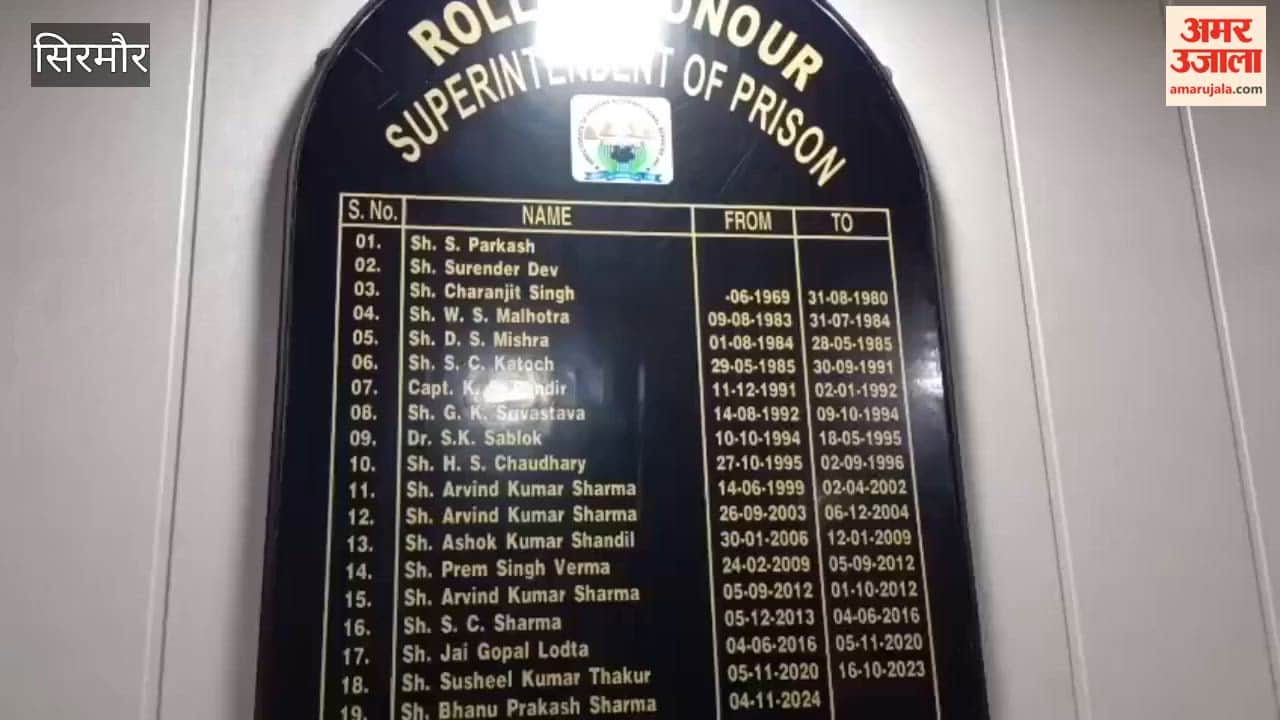 सिरमौर
अमर
उजाला
amarujala.com
SUPERINTENDENT OF PRISON
S. No. NAME FROM TO
01. Sh. S. Parkash
02. Sh. Surender Dev
03. Sh. Charanjit Singh -06-1969 31-08-1980
04. Sh. W. S. Malhotra 09-08-1983 31-07-1984
05. Sh. D. S. Mishra 01-08-1984 28-05-1985
06. Sh. S. C. Katoch 29-05-1985 30-09-1991
07. Capt. K. 11-12-1991 02-01-1992
08. Sh. G. K. Srivastava 14-08-1992 09-10-1994
09. Dr. S.K. Sablok 10-10-1994 18-05-1995
10. Sh. H. S. Chaudhary 27-10-1995 02-09-1996
11. Sh. Arvind Kumar Sharma 14-06-1999 02-04-2002
12. Sh. Arvind Kumar Sharma 26-09-2003 06-12-2004
13. Sh. Ashok Kumar Shandil 30-01-2006 12-01-2009
14. Sh. Prem Singh Verma 24-02-2009 05-09-2012
15. Sh. Arvind Kumar Sharma 05-09-2012 01-10-2012
16. Sh. S. C. Sharma 05-12-2013 04-06-2016
17. Sh. Jai Gopal Lodta 04-06-2016 05-11-2020
18. Sh. Susheel Kumar Thakur 05-11-2020 16-10-2023
19. Sh. Bhanu Prakash Sharma 04-11-2024